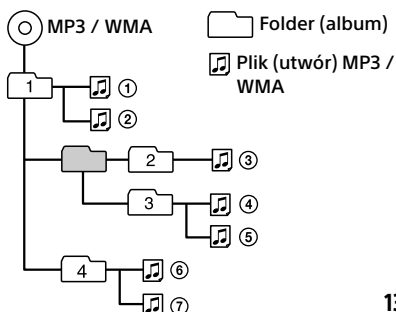 MP3 / WMA
Folder (album)
Plik (utwór) MP3 /
WMA
1
①
②
2
③
3
④
⑤
4
⑥
⑦